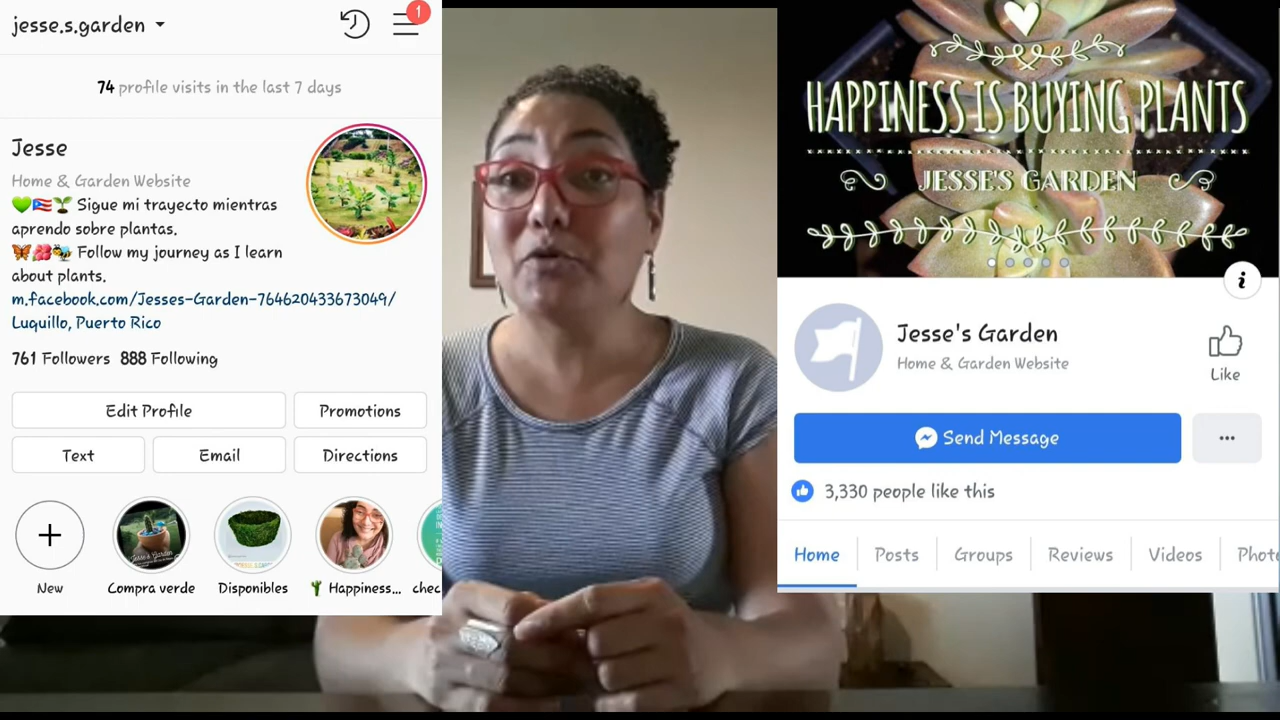 jesse.s.garden
1
74 profile visits in the last 7 days
Jesse
Home & Garden Website
💚🇵🇷🌱 Sigue mi trayecto mientras
aprendo sobre plantas.
🦋🌺🐝 Follow my journey as I learn
about plants.
m.facebook.com/Jesses-Garden-764620433673049/
Luquillo, Puerto Rico
761 Followers 888 Following
Edit Profile
Promotions
Text
Email
Directions
New
Compra verde
Disponibles
🌵 Happiness...
chec
HAPPINESS IS BUYING PLANTS
JESSE'S GARDEN
i
Jesse's Garden
Home & Garden Website
Like
Send Message
...
3,330 people like this
Home
Posts
Groups
Reviews
Videos
Phot